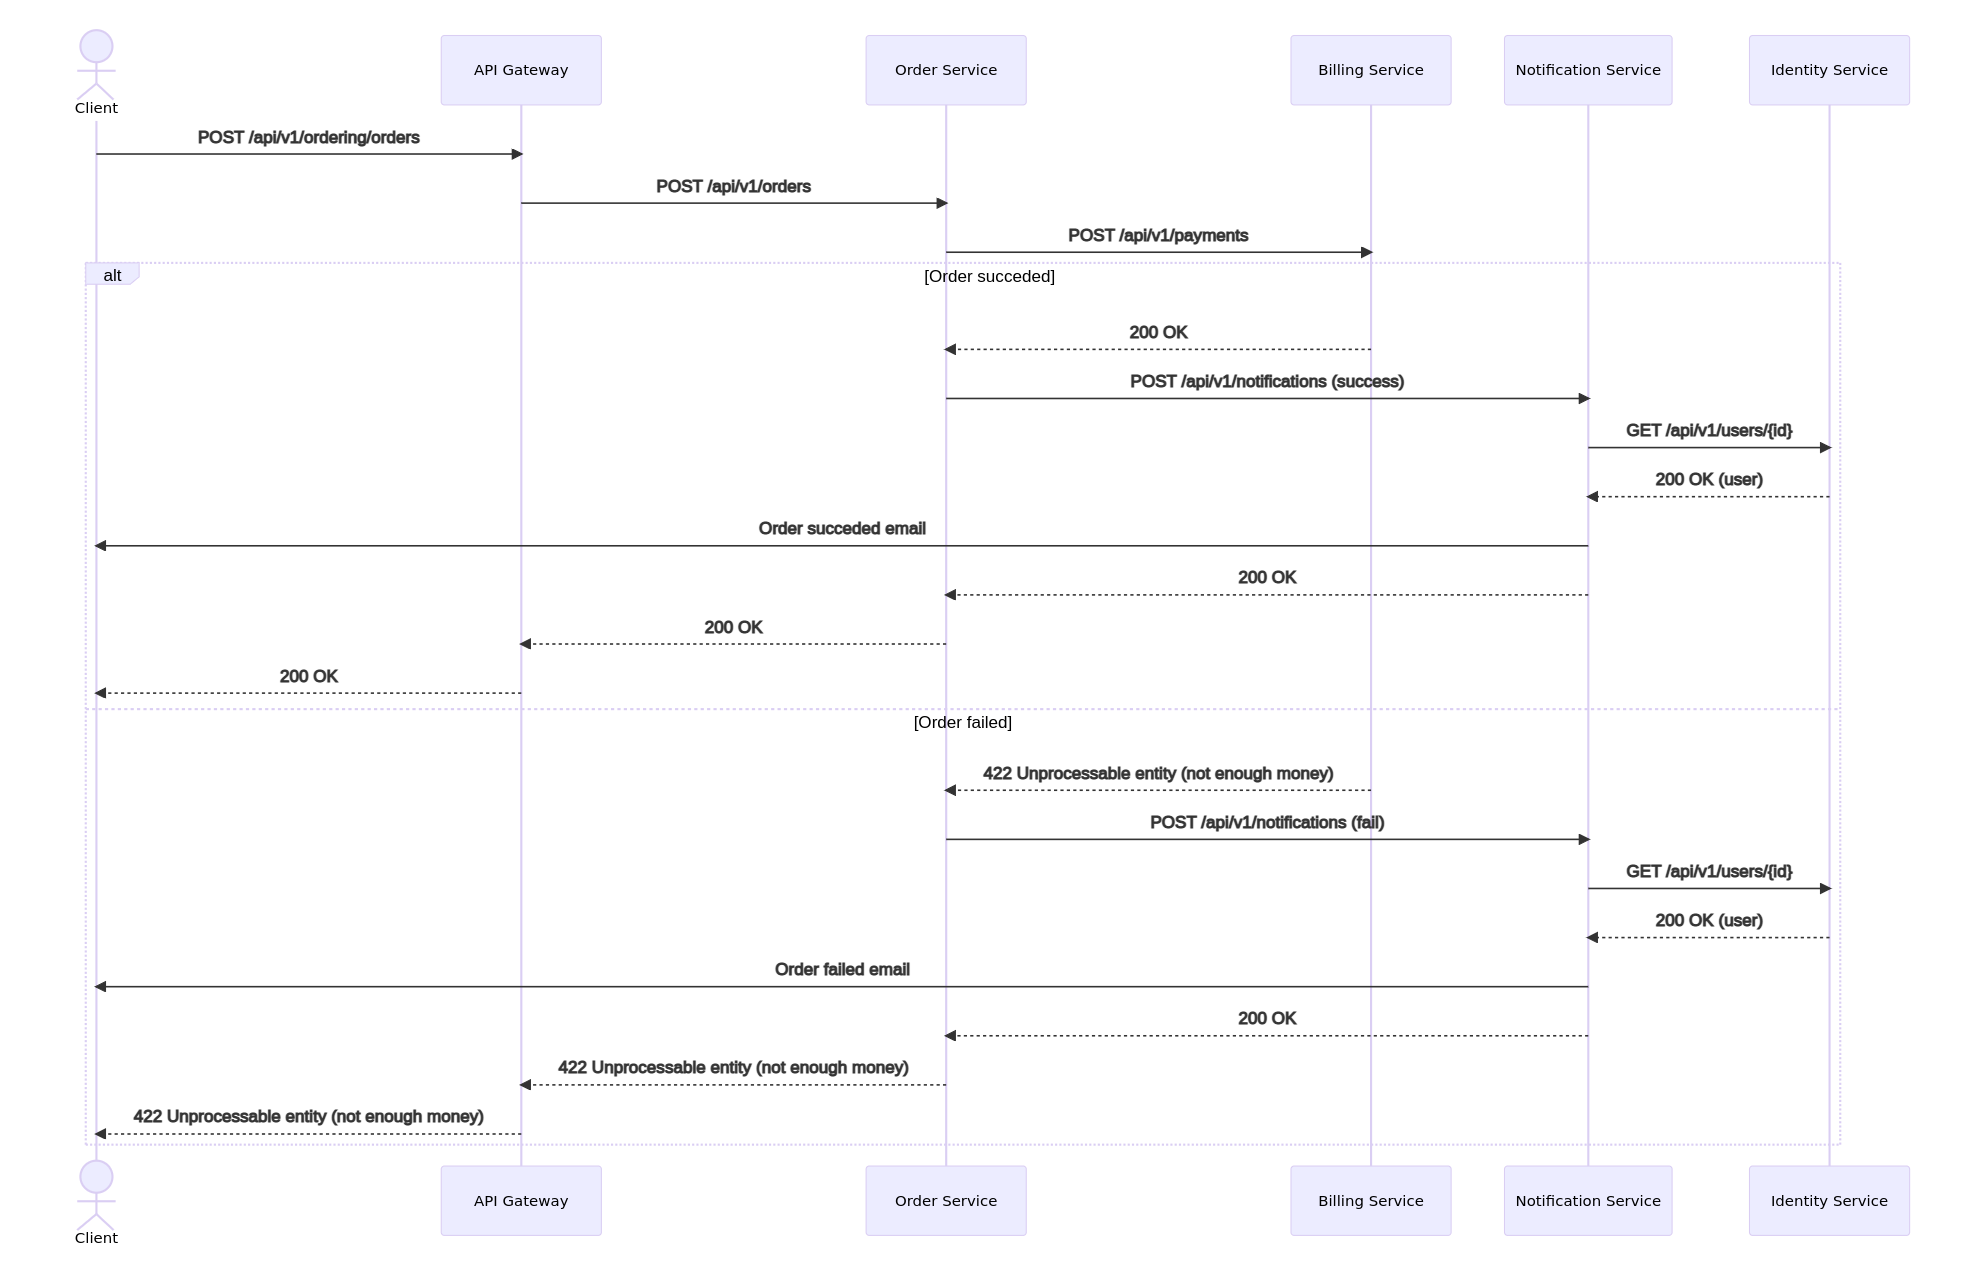 Client
API Gateway
Order Service
Billing Service
Notification Service
Identity Service
POST /api/v1/ordering/orders
POST /api/v1/orders
POST /api/v1/payments
alt
[Order succeded]
200 OK
POST /api/v1/notifications (success)
GET /api/v1/users/{id}
200 OK (user)
Order succeded email
200 OK
200 OK
200 OK
[Order failed]
422 Unprocessable entity (not enough money)
POST /api/v1/notifications (fail)
GET /api/v1/users/{id}
200 OK (user)
Order failed email
200 OK
422 Unprocessable entity (not enough money)
422 Unprocessable entity (not enough money)
Client
API Gateway
Order Service
Billing Service
Notification Service
Identity Service